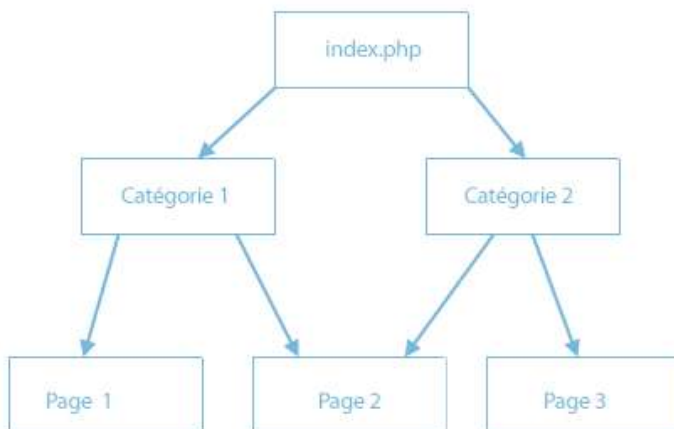 index.php
Catégorie 1
Catégorie 2
Page 1
Page 2
Page 3